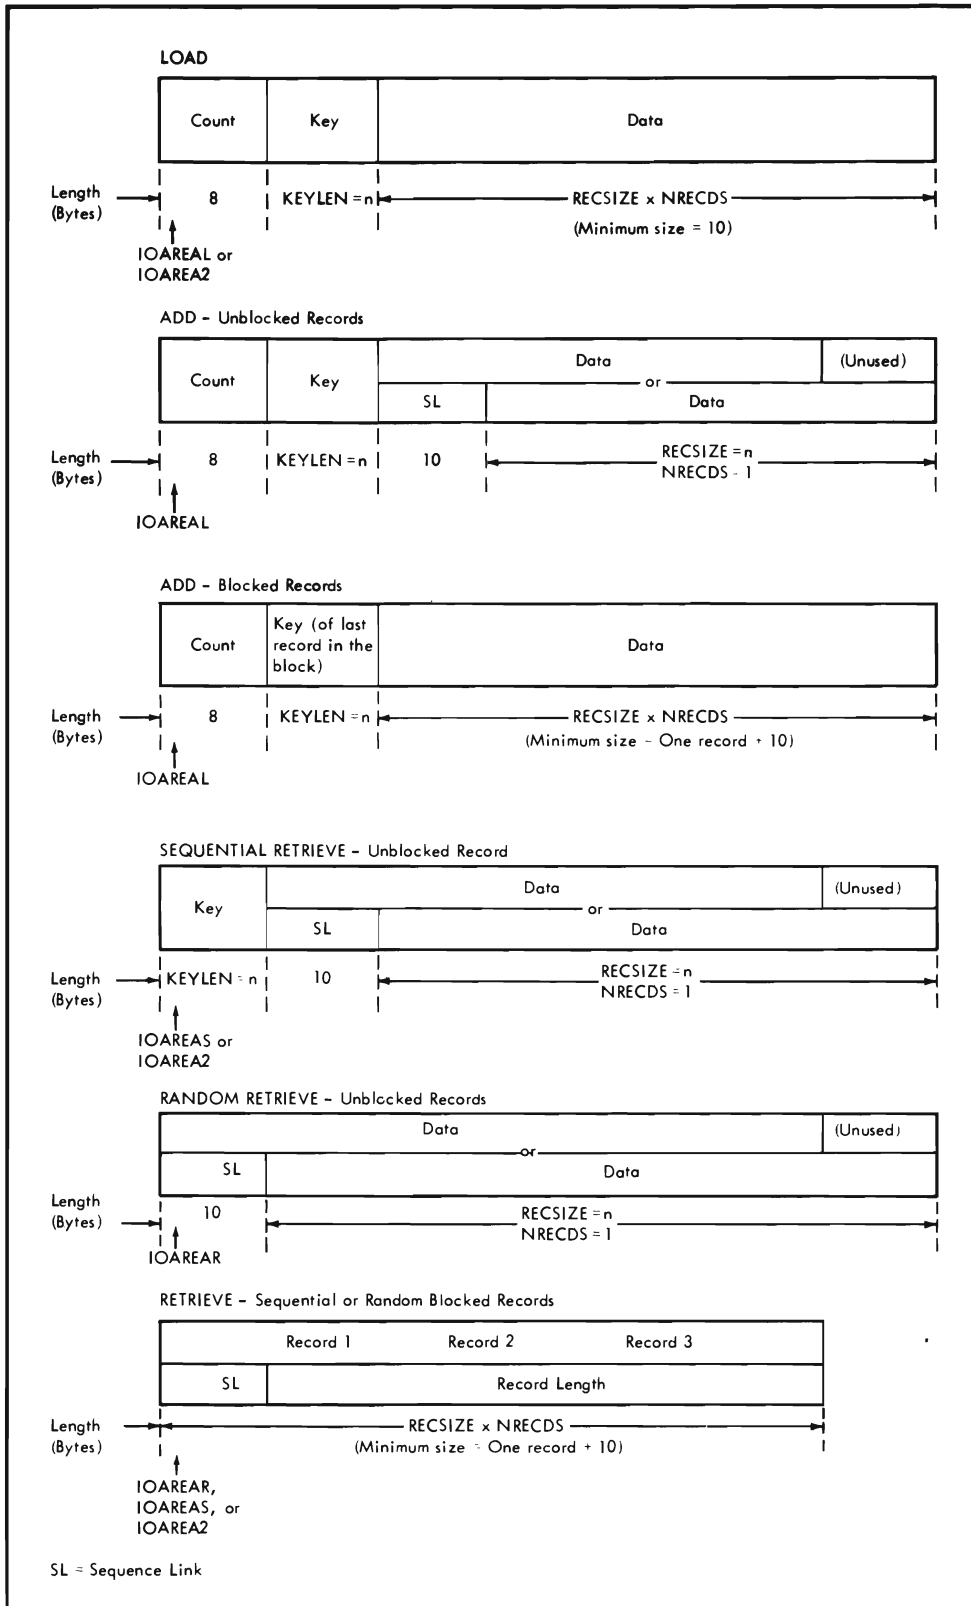 LOAD
Count Key Data
Length (Bytes) 8 KEYLEN = n RECSIZE x NRECDS
(Minimum size = 10)
IOAREAL or
IOAREA2
ADD - Unblocked Records
Count Key Data (Unused)
or
SL Data
Length (Bytes) 8 KEYLEN = n 10 RECSIZE = n
NRECDS - 1
IOAREAL
ADD - Blocked Records
Count Key (of last record in the block) Data
Length (Bytes) 8 KEYLEN = n RECSIZE x NRECDS
(Minimum size - One record + 10)
IOAREAL
SEQUENTIAL RETRIEVE - Unblocked Record
Key Data (Unused)
or
SL Data
Length (Bytes) KEYLEN = n 10 RECSIZE = n
NRECDS = 1
IOAREAS or
IOAREA2
RANDOM RETRIEVE - Unblocked Records
Data (Unused)
or
SL Data
Length (Bytes) 10 RECSIZE = n
NRECDS = 1
IOAREAR
RETRIEVE - Sequential or Random Blocked Records
Record 1 Record 2 Record 3
SL Record Length
Length (Bytes) RECSIZE x NRECDS
(Minimum size - One record + 10)
IOAREAR,
IOAREAS, or
IOAREA2
SL = Sequence Link